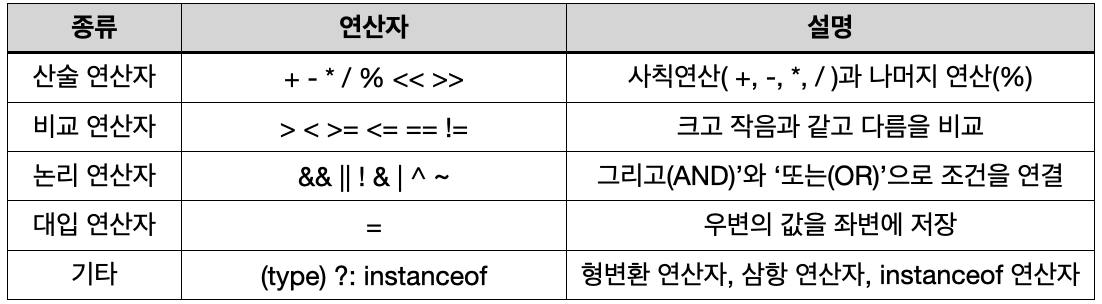 종류 연산자 설명
산술 연산자 + - * / % << >> 사칙연산( +, -, *, / )과 나머지 연산(%)
비교 연산자 > < >= <= == != 크고 작음과 같고 다름을 비교
논리 연산자 && || ! & | ^ ~ 그리고(AND)’와 ‘또는(OR)’으로 조건을 연결
대입 연산자 = 우변의 값을 좌변에 저장
기타 (type) ?: instanceof 형변환 연산자, 삼항 연산자, instanceof 연산자